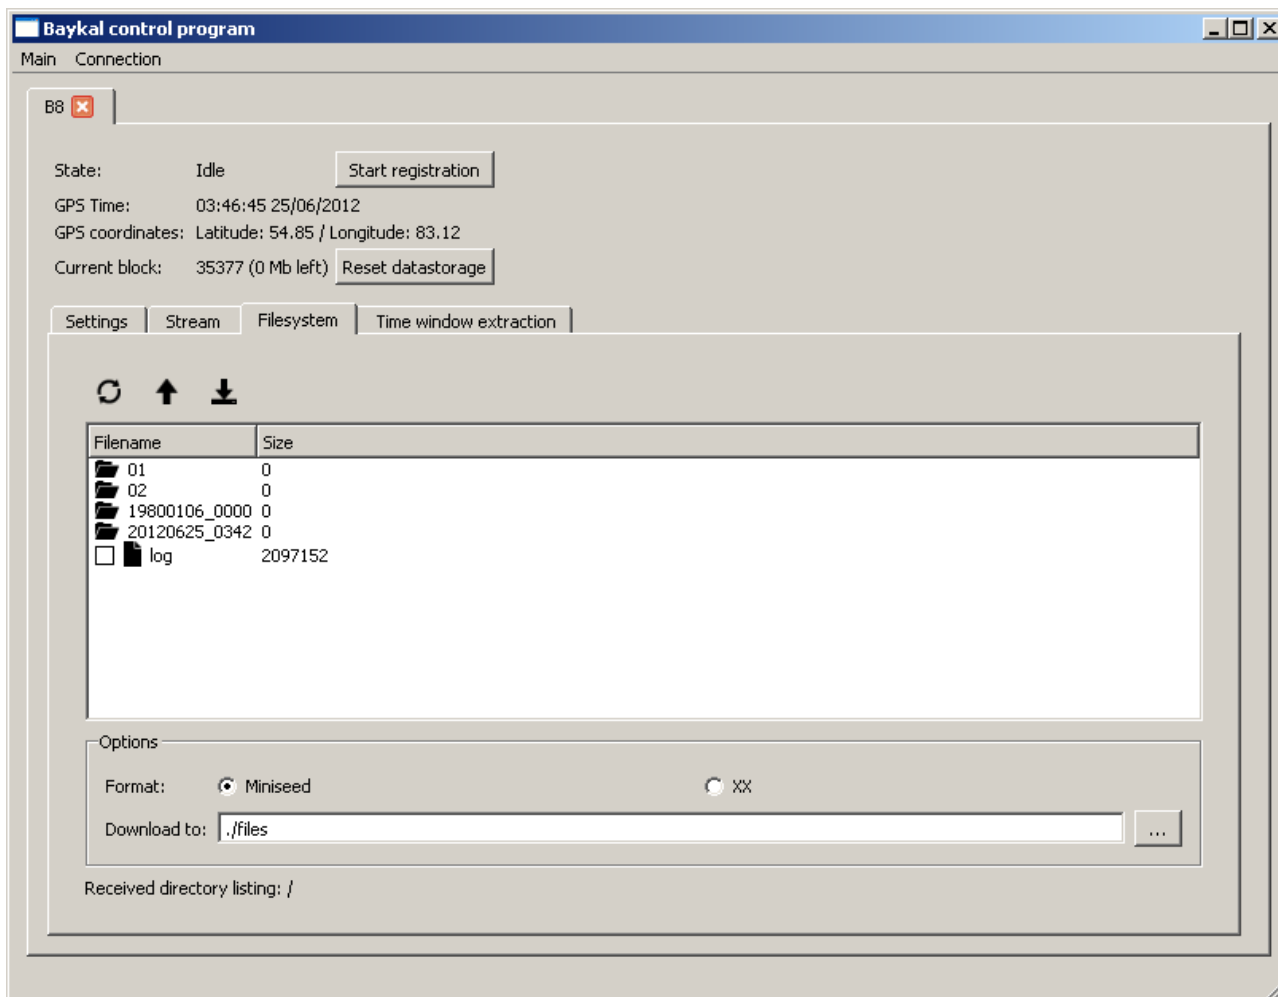 Baykal control program
Main Connection
B8
State: Idle Start registration
GPS Time: 03:46:45 25/06/2012
GPS coordinates: Latitude: 54.85 / Longitude: 83.12
Current block: 35377 (0 Mb left) Reset datastorage
Settings Stream Filesystem Time window extraction
Filename Size
01 0
02 0
19800106_0000 0
20120625_0342 0
log 2097152
Options
Format: Miniseed XX
Download to: ./files ...
Received directory listing: /